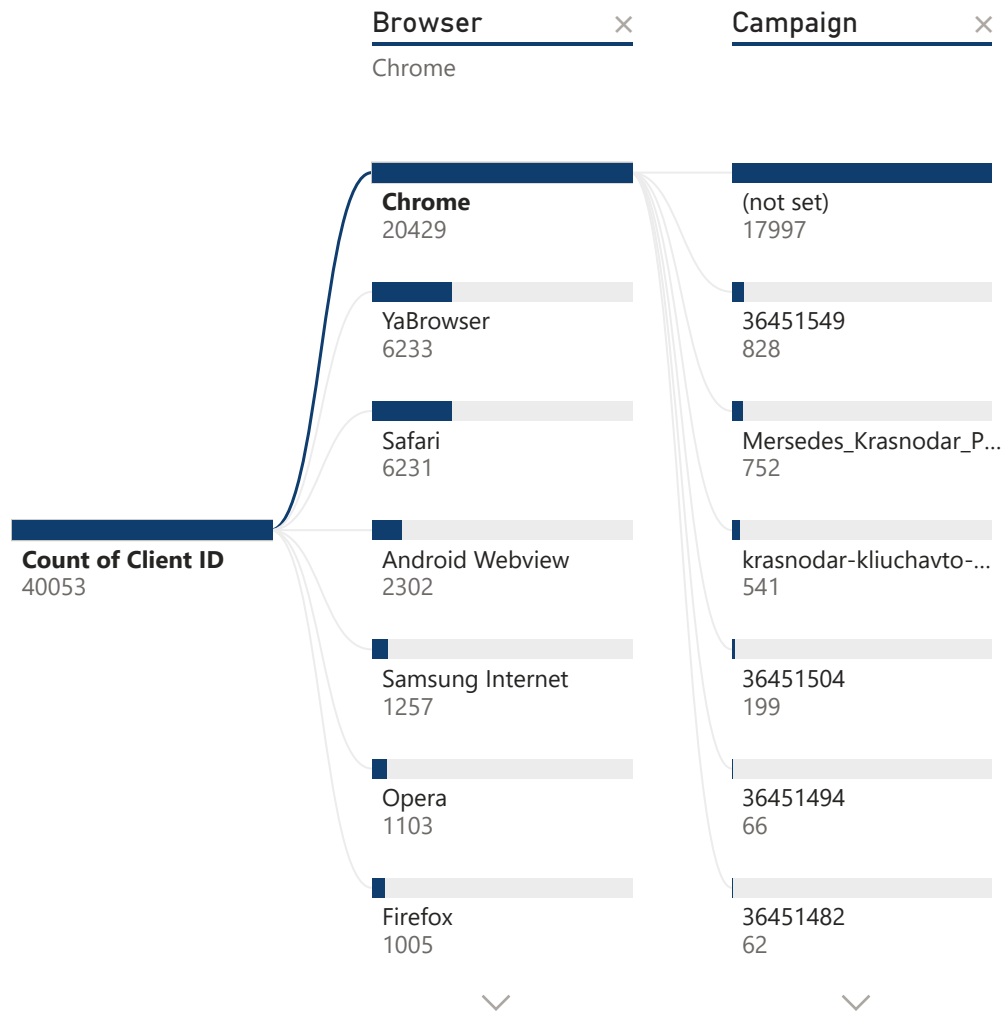 Browser
Chrome
Campaign
Count of Client ID
40053
Chrome
20429
YaBrowser
6233
Safari
6231
Android Webview
2302
Samsung Internet
1257
Opera
1103
Firefox
1005
(not set)
17997
36451549
828
Mersedes_Krasnodar_P...
752
krasnodar-kliuchavto-...
541
36451504
199
36451494
66
36451482
62